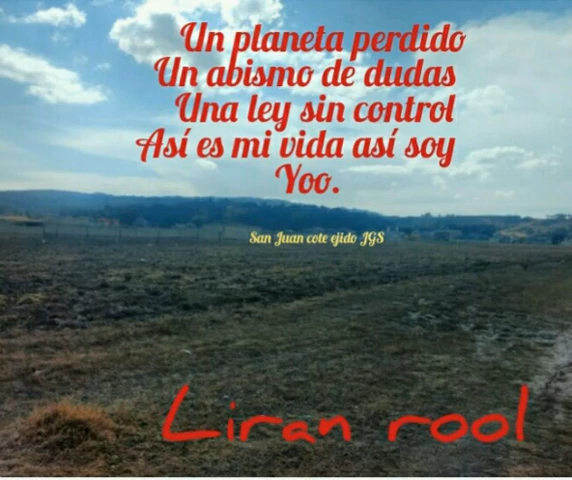 Un planeta perdido
Un abismo de dudas
Una ley sin control
Así es mi vida así soy
Yoo.
San Juan cote ejido JGS
Liran rool